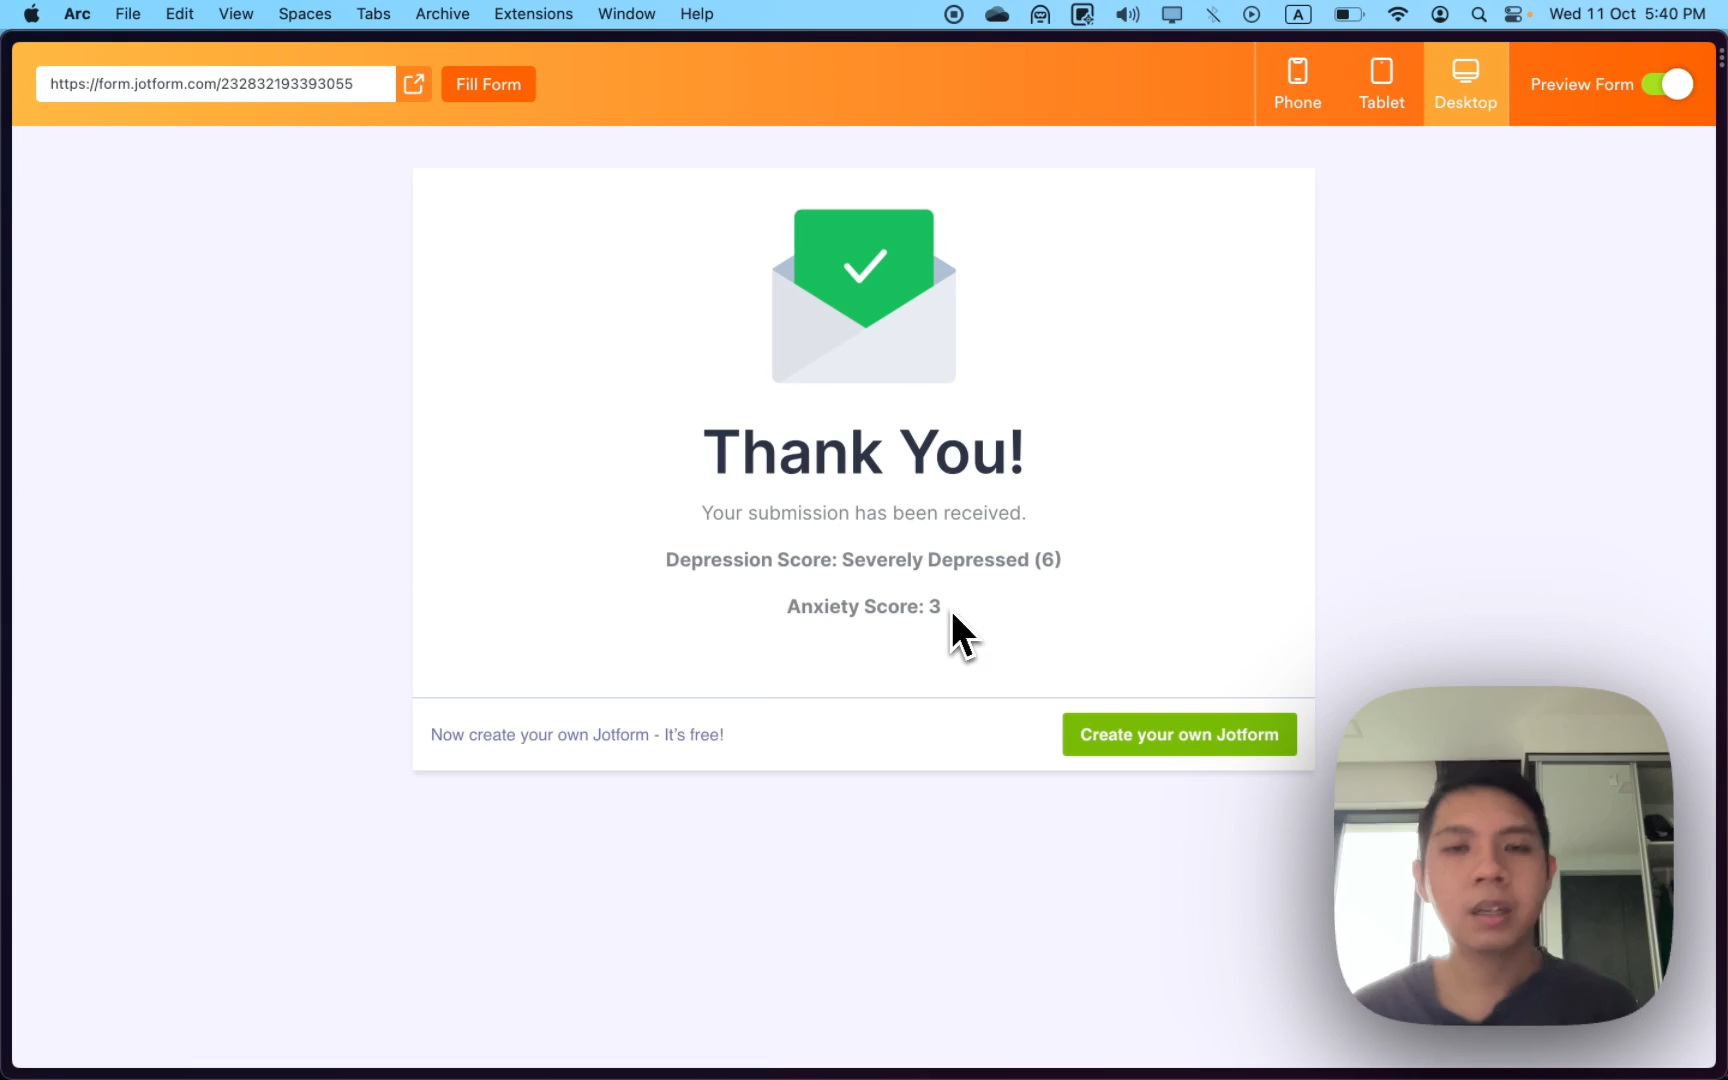 Arc File Edit View Spaces Tabs Archive Extensions Window Help A Wed 11 Oct 5:40 PM
https://form.jotform.com/232832193393055 Fill Form Phone Tablet Desktop Preview Form
Thank You!
Your submission has been received.
Depression Score: Severely Depressed (6)
Anxiety Score: 3
Now create your own Jotform - It's free! Create your own Jotform